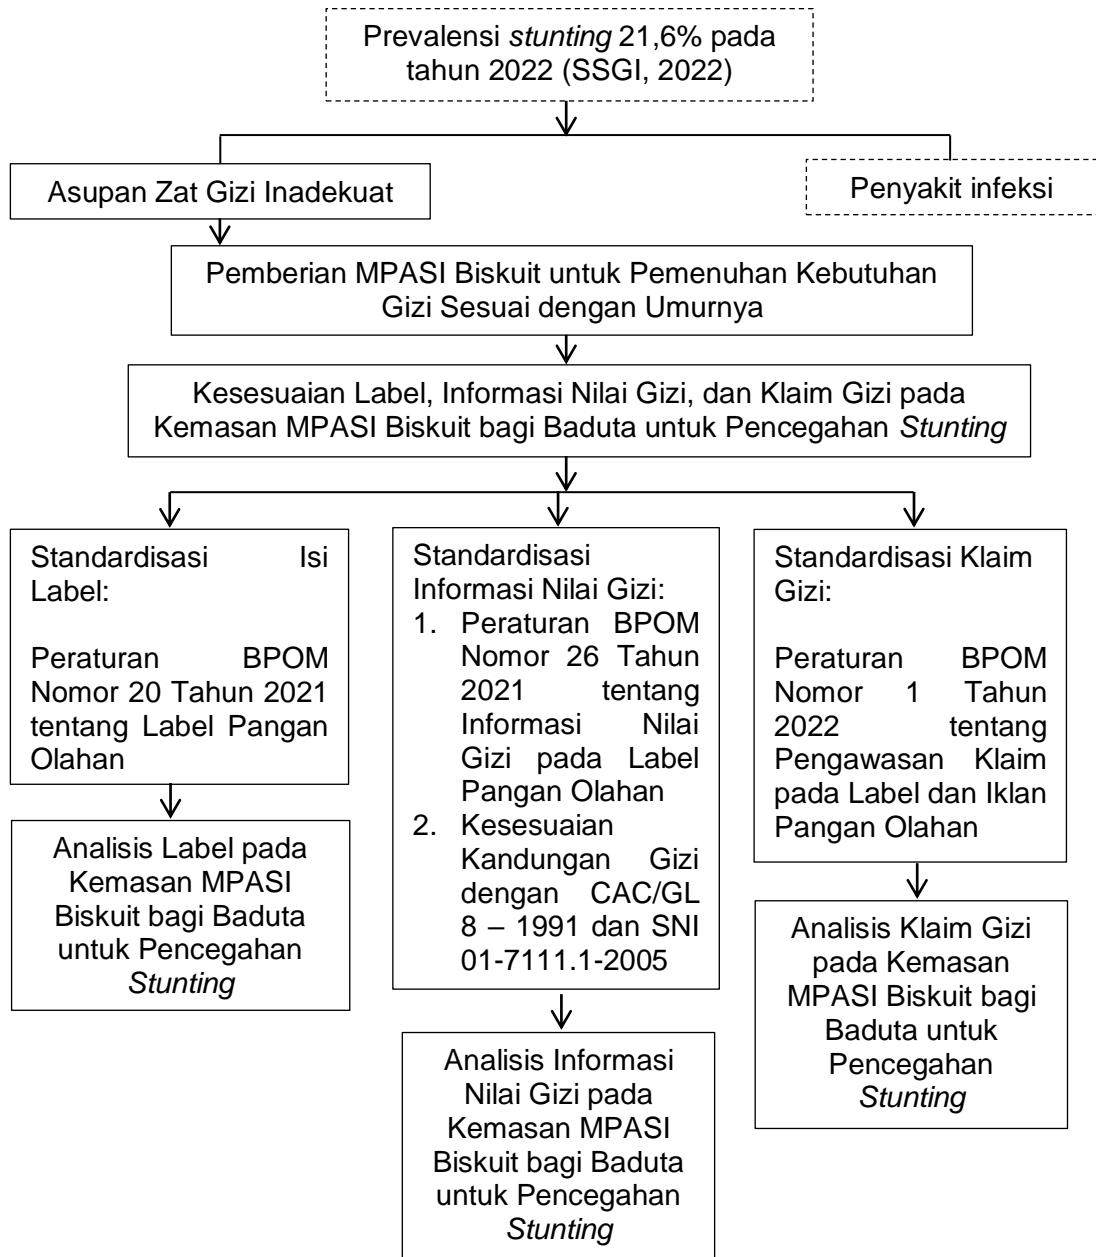 Prevalensi stunting 21,6% pada
tahun 2022 (SSGI, 2022)
Asupan Zat Gizi Inadekuat
Penyakit infeksi
Pemberian MPASI Biskuit untuk Pemenuhan Kebutuhan
Gizi Sesuai dengan Umurnya
Kesesuaian Label, Informasi Nilai Gizi, dan Klaim Gizi pada
Kemasan MPASI Biskuit bagi Baduta untuk Pencegahan Stunting
Standardisasi Isi
Label:
Peraturan BPOM
Nomor 20 Tahun 2021
tentang Label Pangan
Olahan
Analisis Label pada
Kemasan MPASI
Biskuit bagi Baduta
untuk Pencegahan
Stunting
Standardisasi
Informasi Nilai Gizi:
1. Peraturan BPOM
Nomor 26 Tahun
2021 tentang
Informasi Nilai
Gizi pada Label
Pangan Olahan
2. Kesesuaian
Kandungan Gizi
dengan CAC/GL
8 – 1991 dan SNI
01-7111.1-2005
Analisis Informasi
Nilai Gizi pada
Kemasan MPASI
Biskuit bagi Baduta
untuk Pencegahan
Stunting
Standardisasi Klaim
Gizi:
Peraturan BPOM
Nomor 1 Tahun
2022 tentang
Pengawasan Klaim
pada Label dan Iklan
Pangan Olahan
Analisis Klaim Gizi
pada Kemasan
MPASI Biskuit bagi
Baduta untuk
Pencegahan
Stunting